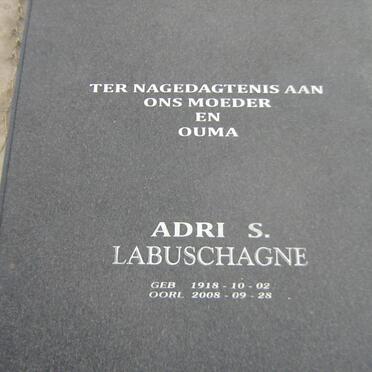 TER NAGEDAGTENIS AAN
ONS MOEDER
EN
OUMA
ADRI S.
LABUSCHAGNE
GEB 1918 - 10 - 02
OORL 2008 - 09 - 28